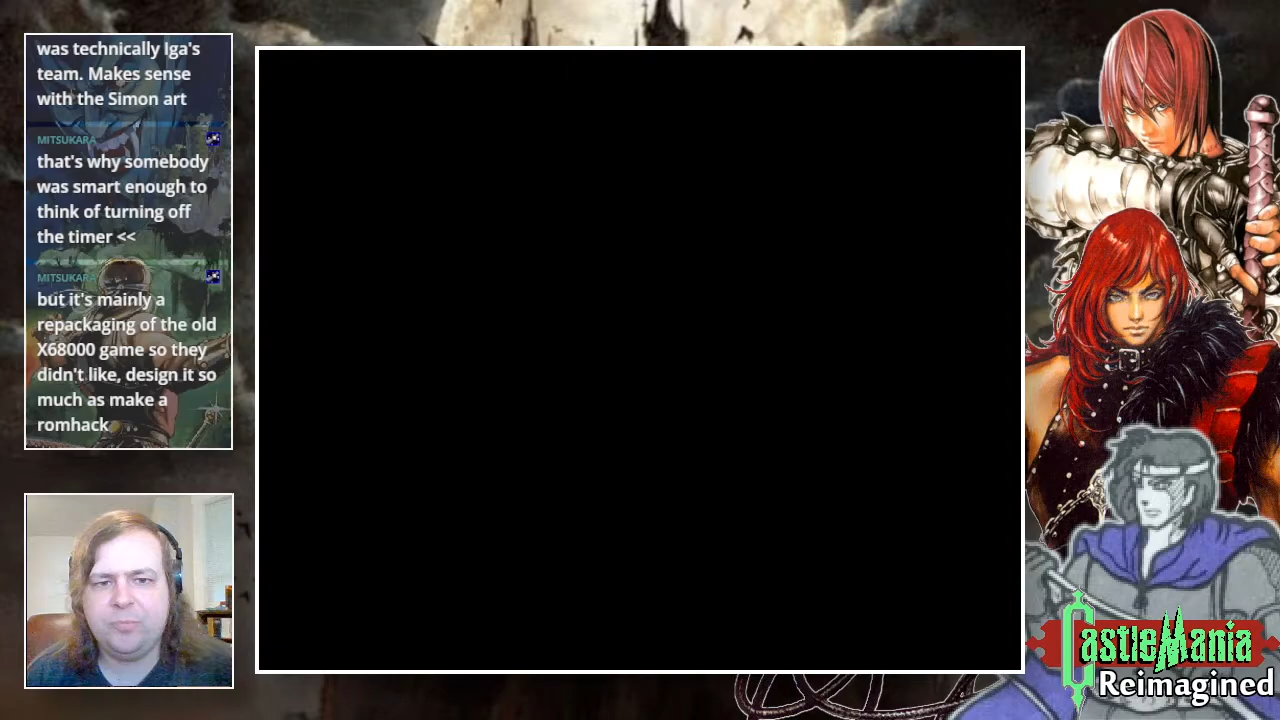 was technically Iga's
team. Makes sense
with the Simon art
MITSUKARA
that's why somebody
was smart enough to
think of turning off
the timer <<
MITSUKARA
but it's mainly a
repackaging of the old
X68000 game so they
didn't like, design it so
much as make a
romhack
CastleMania
Reimagined